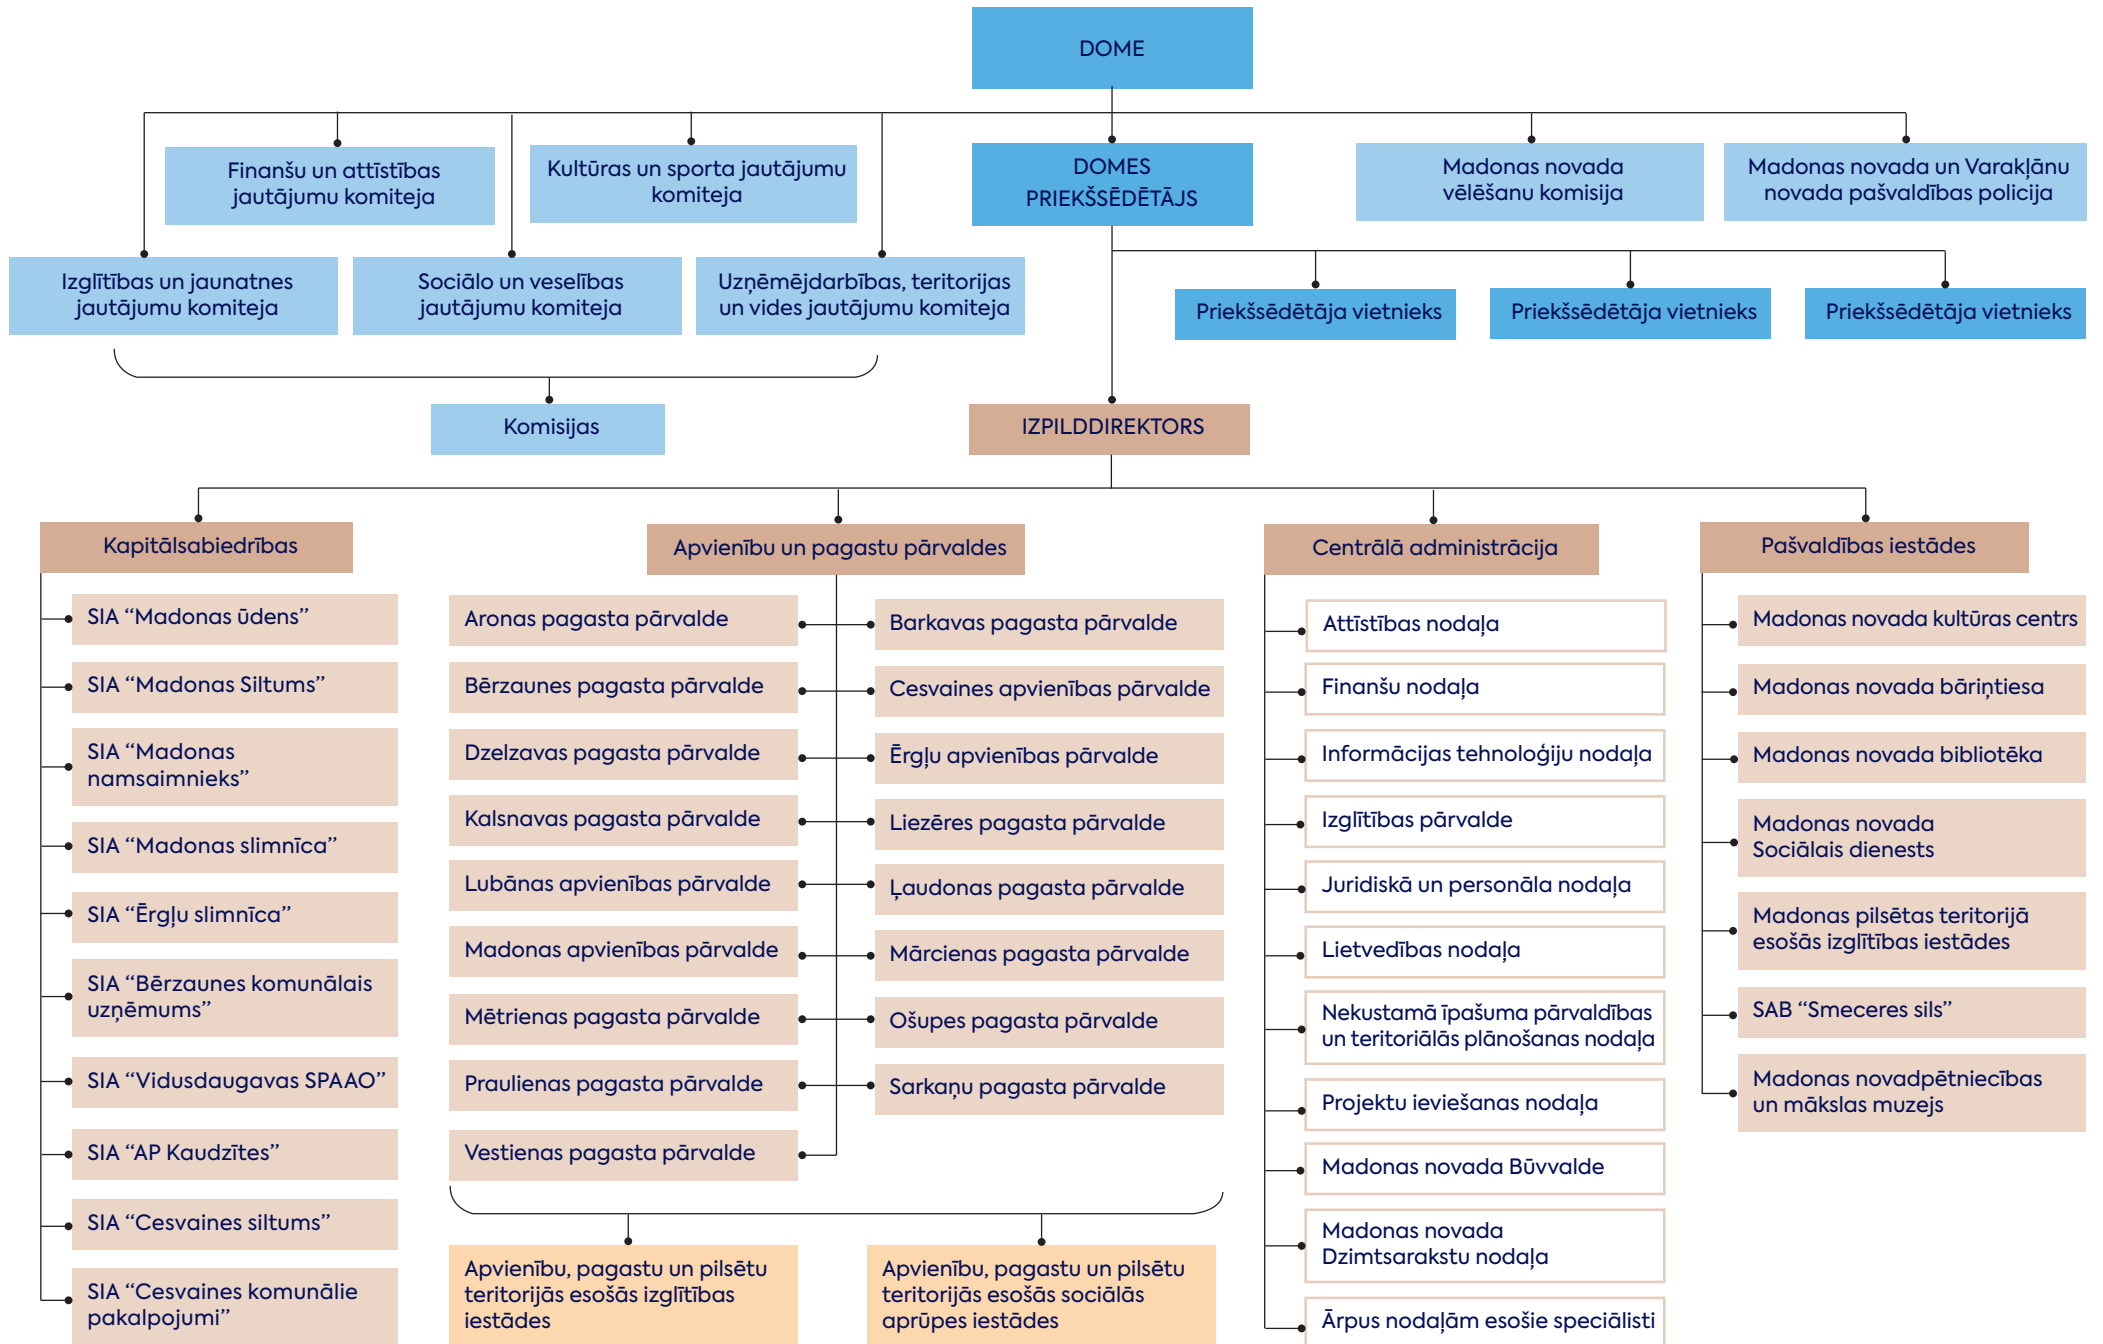 DOME
Finanšu un attīstības
jautājumu komiteja
Kultūras un sporta jautājumu
komiteja
DOMES
PRIEKŠSĒDĒTĀJS
Madonas novada
vēlēšanu komisija
Madonas novada un Varakļānu
novada pašvaldības policija
Izglītības un jaunatnes
jautājumu komiteja
Sociālo un veselības
jautājumu komiteja
Uzņēmējdarbības, teritorijas
un vides jautājumu komiteja
Priekšsēdētāja vietnieks
Priekšsēdētāja vietnieks
Priekšsēdētāja vietnieks
Komisijas
IZPILDDIREKTORS
Kapitālsabiedrības
SIA “Madonas ūdens”
SIA “Madonas Siltums”
SIA “Madonas
namsaimnieks”
SIA “Madonas slimnīca”
SIA “Ērgļu slimnīca”
SIA “Bērzaunes komunālais
uzņēmums”
SIA “Vidusdaugavas SPAAO”
SIA “AP Kaudzītes”
SIA “Cesvaines siltums”
SIA “Cesvaines komunālie
pakalpojumi”
Apvienību un pagastu pārvaldes
Aronas pagasta pārvalde
Barkavas pagasta pārvalde
Bērzaunes pagasta pārvalde
Cesvaines apvienības pārvalde
Dzelzavas pagasta pārvalde
Ērgļu apvienības pārvalde
Kalsnavas pagasta pārvalde
Liezēres pagasta pārvalde
Lubānas apvienības pārvalde
Ļaudonas pagasta pārvalde
Madonas apvienības pārvalde
Mārcienas pagasta pārvalde
Mētrienas pagasta pārvalde
Ošupes pagasta pārvalde
Praulienas pagasta pārvalde
Sarkaņu pagasta pārvalde
Vestienas pagasta pārvalde
Apvienību, pagastu un pilsētu
teritorijās esošās izglītības
iestādes
Apvienību, pagastu un pilsētu
teritorijās esošās sociālās
aprūpes iestādes
Centrālā administrācija
Attīstības nodaļa
Finanšu nodaļa
Informācijas tehnoloģiju nodaļa
Izglītības pārvalde
Juridiskā un personāla nodaļa
Lietvedības nodaļa
Nekustamā īpašuma pārvaldības
un teritoriālās plānošanas nodaļa
Projektu ieviešanas nodaļa
Madonas novada Būvvalde
Madonas novada
Dzimtsarakstu nodaļa
Ārpus nodaļām esošie speciālisti
Pašvaldības iestādes
Madonas novada kultūras centrs
Madonas novada bāriņtiesa
Madonas novada bibliotēka
Madonas novada
Sociālais dienests
Madonas pilsētas teritorijā
esošās izglītības iestādes
SAB “Smeceres sils”
Madonas novadpētniecības
un mākslas muzejs